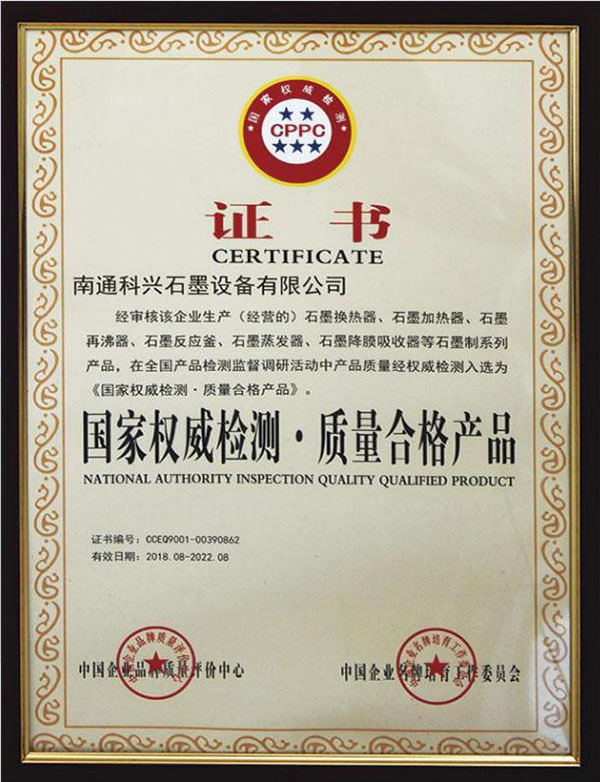 国家权威检测
CPPC
证书
CERTIFICATE
南通科兴石墨设备有限公司
经审核该企业生产（经营的）石墨换热器、石墨加热器、石墨
再沸器、石墨反应釜、石墨蒸发器、石墨降膜吸收器等石墨制系列
产品，在全国产品检测监督调研活动中产品质量经权威检测入选为
《国家权威检测·质量合格产品》。
国家权威检测·质量合格产品
NATIONAL AUTHORITY INSPECTION QUALITY QUALIFIED PRODUCT
证书编号：CCEQ9001-00390862
有效日期：2018.08-2022.08
中国企业品牌质量评价中心
中国企业名牌培育工作委员会